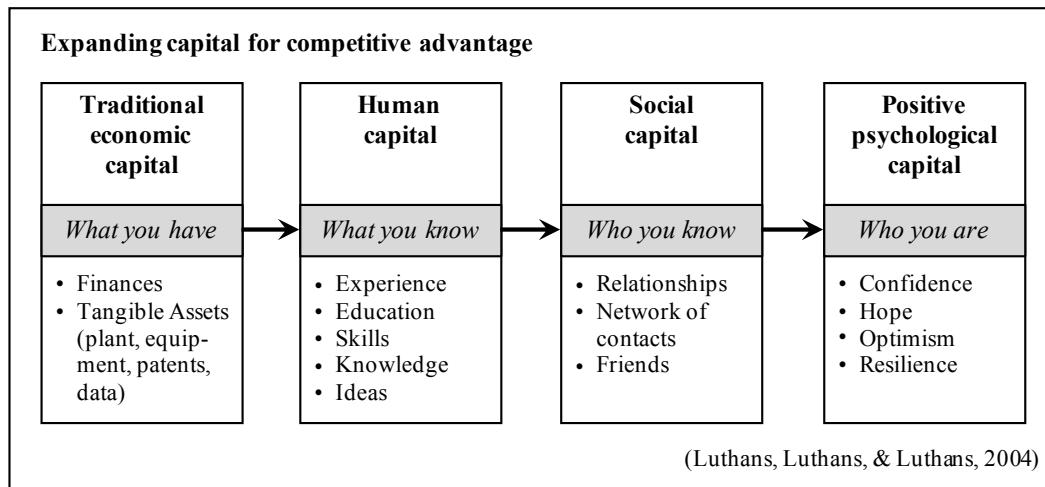 Expanding capital for competitive advantage
Traditional
economic
capital
What you have
• Finances
• Tangible Assets
(plant, equip-
ment, patents,
data)
Human
capital
What you know
• Experience
• Education
• Skills
• Knowledge
• Ideas
Social
capital
Who you know
• Relationships
• Network of
contacts
• Friends
Positive
psychological
capital
Who you are
• Confidence
• Hope
• Optimism
• Resilience
(Luthans, Luthans, & Luthans, 2004)